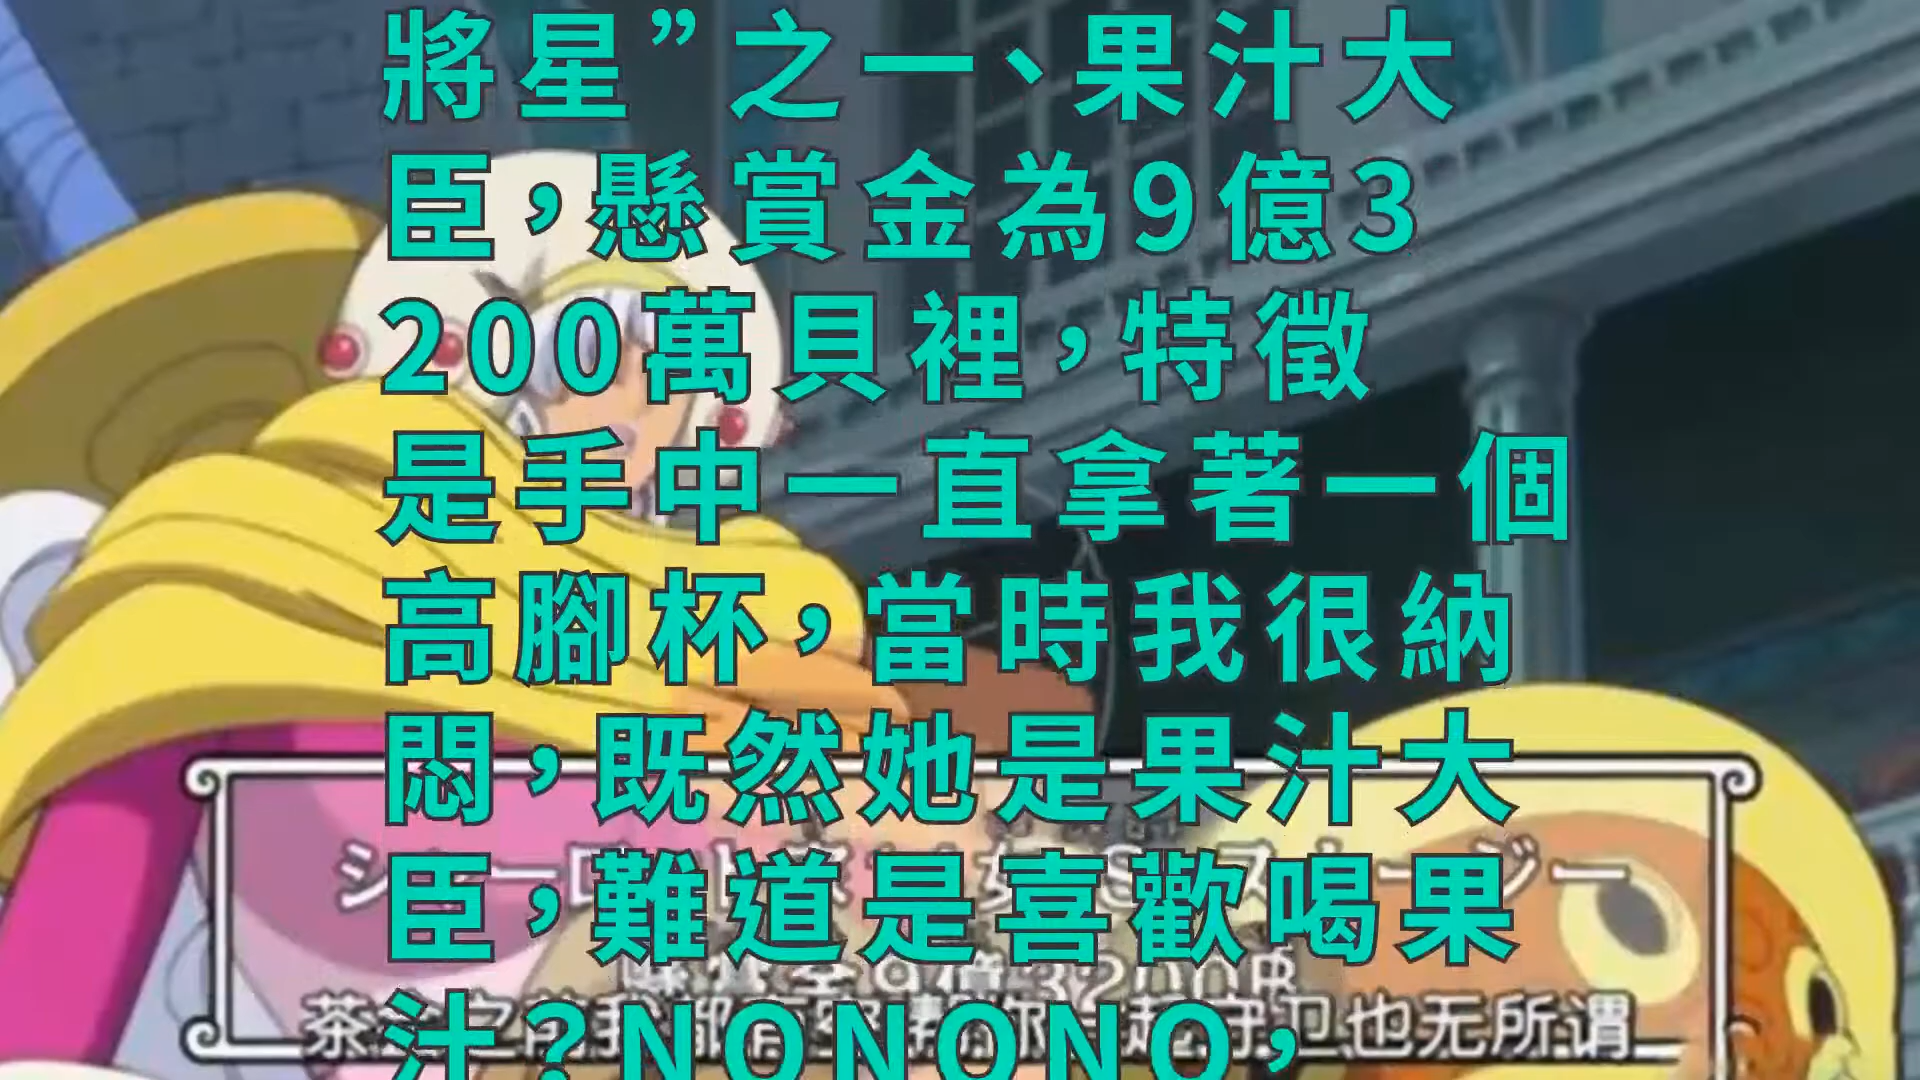 將星”之一、果汁大
臣，懸賞金為9億3
200萬貝裡，特徵
是手中一直拿著一個
高腳杯，當時我很納
悶，既然她是果汁大
臣，難道是喜歡喝果
汁？NONONO，
起守卫也无所谓